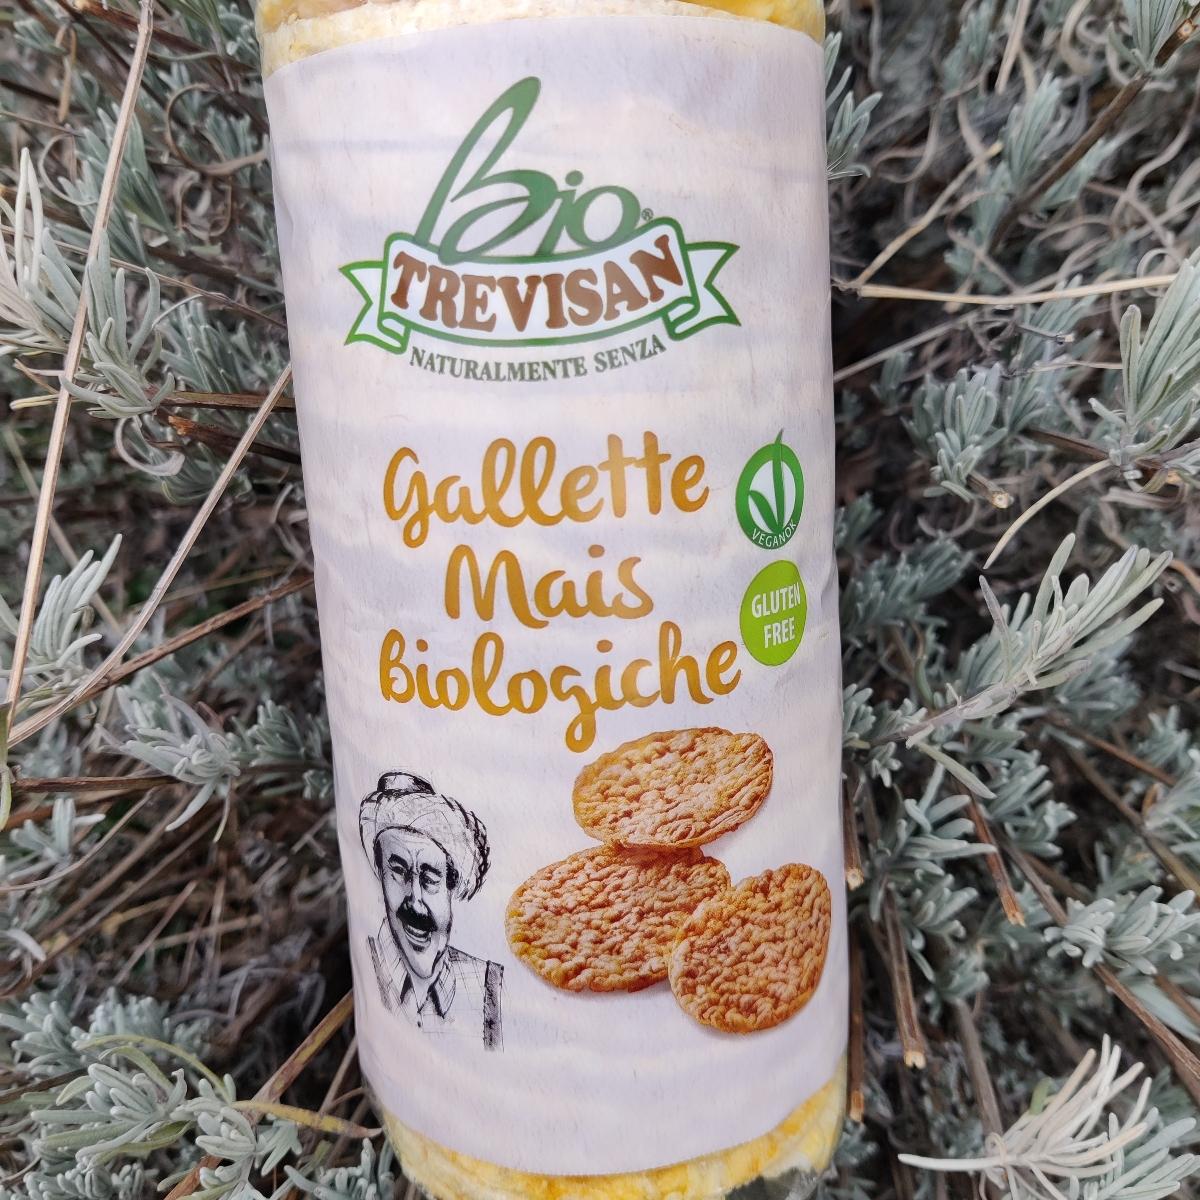 Bio®
TREVISAN
NATURALMENTE SENZA
Gallette
Mais
Biologiche
VEGANOK
GLUTEN
FREE